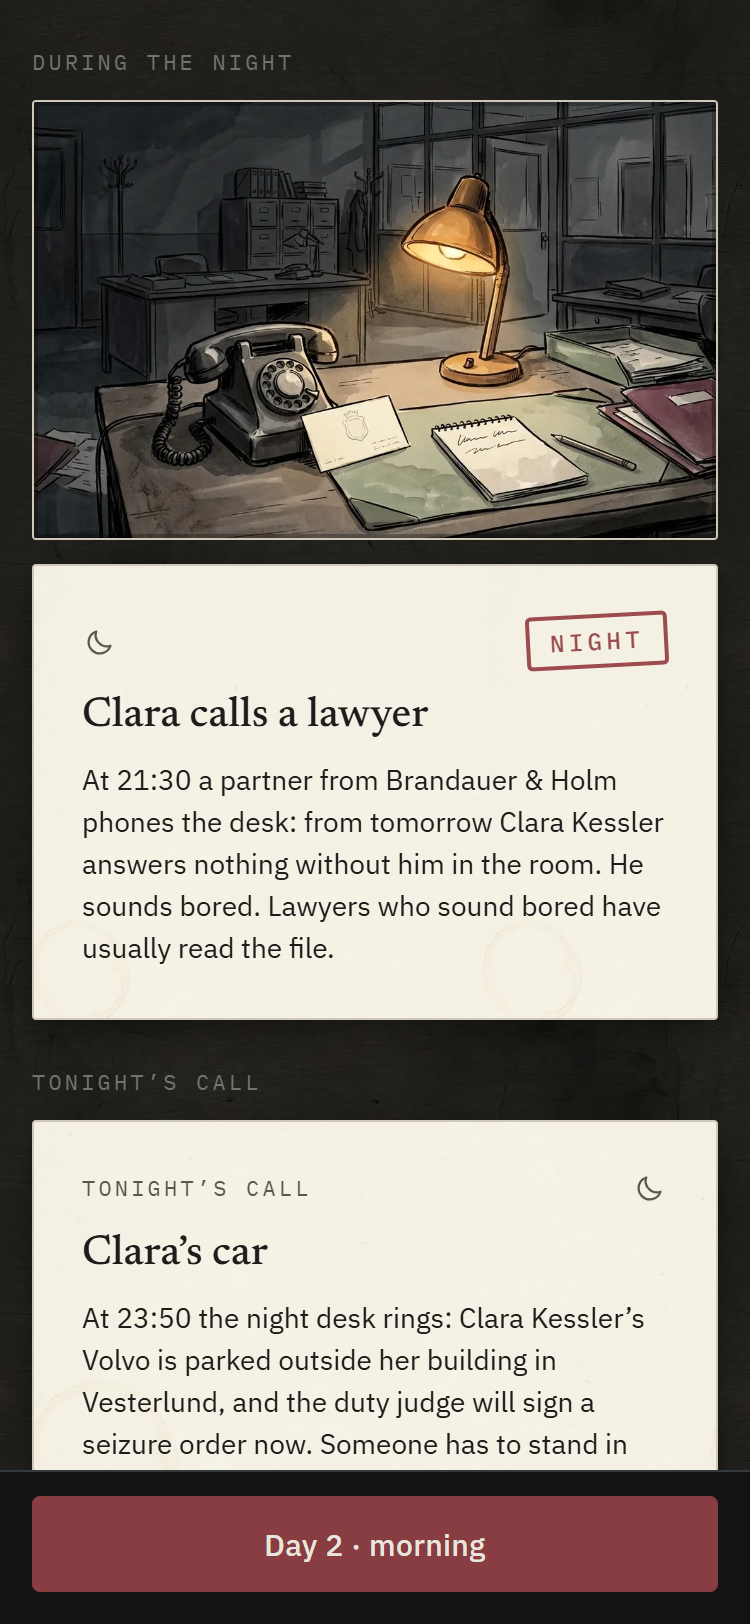 DURING THE NIGHT
NIGHT
Clara calls a lawyer
At 21:30 a partner from Brandauer & Holm
phones the desk: from tomorrow Clara Kessler
answers nothing without him in the room. He
sounds bored. Lawyers who sound bored have
usually read the file.
TONIGHT’S CALL
TONIGHT’S CALL
Clara’s car
At 23:50 the night desk rings: Clara Kessler’s
Volvo is parked outside her building in
Vesterlund, and the duty judge will sign a
seizure order now. Someone has to stand in
Day 2 · morning